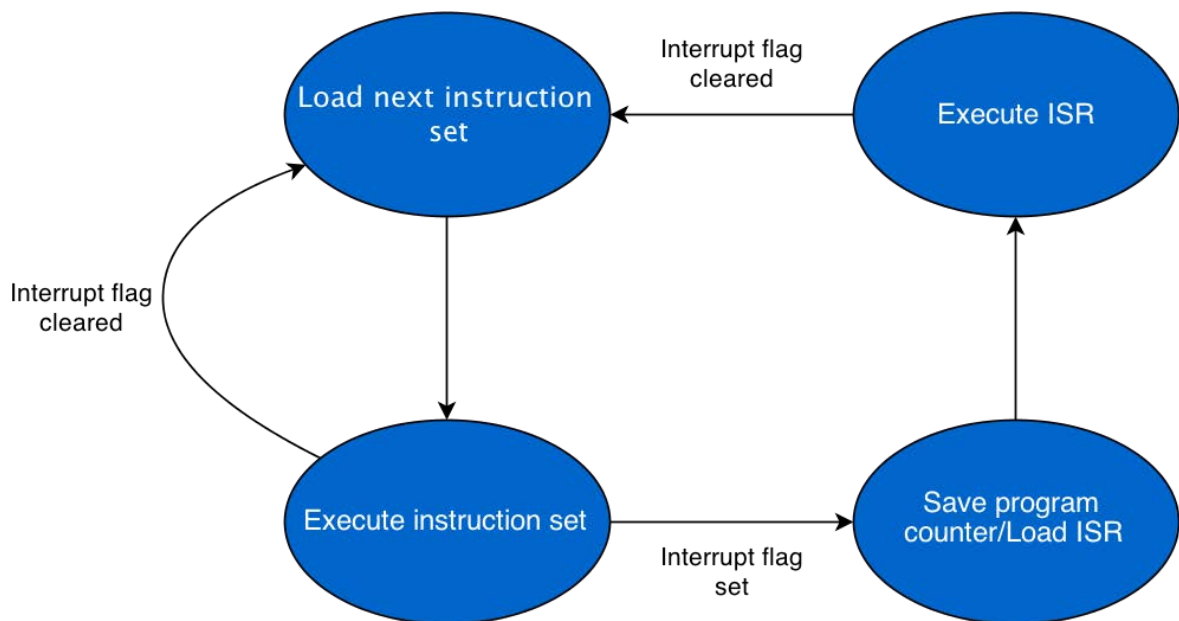 Load next instruction
set
Interrupt flag
cleared
Execute ISR
Interrupt flag
cleared
Execute instruction set
Interrupt flag
set
Save program
counter/Load ISR